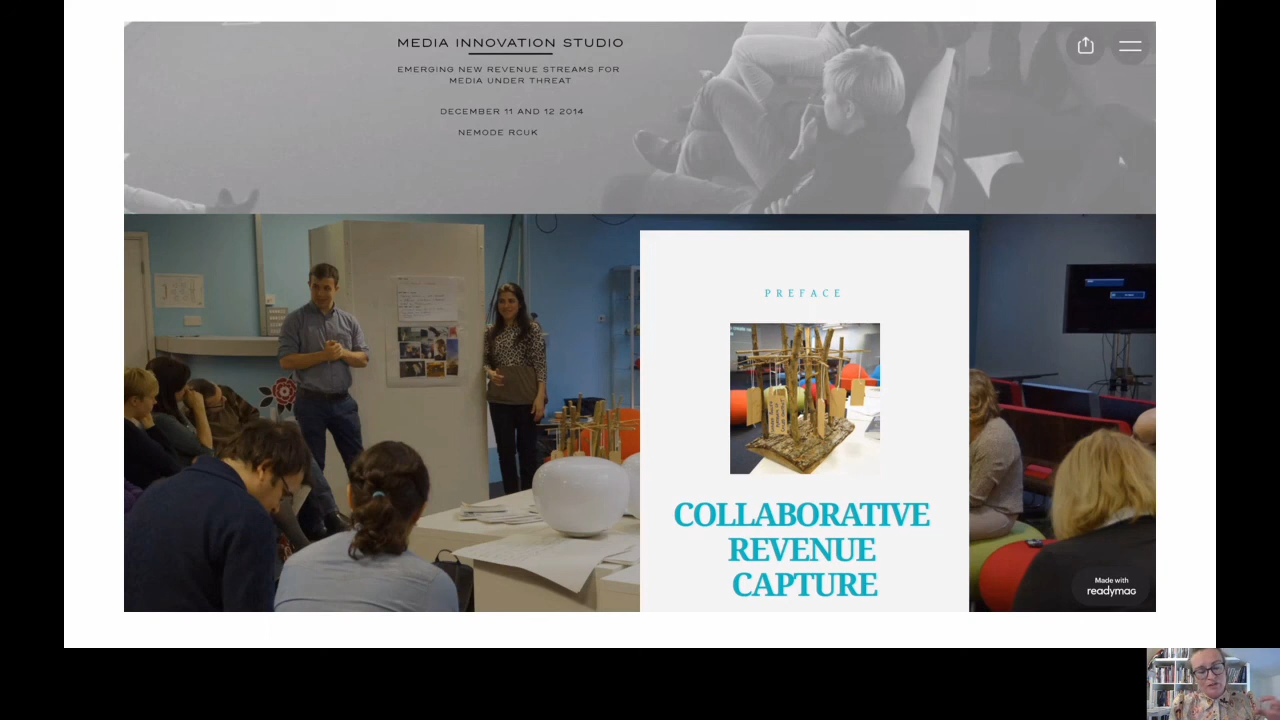 MEDIA INNOVATION STUDIO
EMERGING NEW REVENUE STREAMS FOR
MEDIA UNDER THREAT
DECEMBER 11 AND 12 2014
NEMODE RCUK
PREFACE
COLLABORATIVE
REVENUE
CAPTURE
Made with
readymag